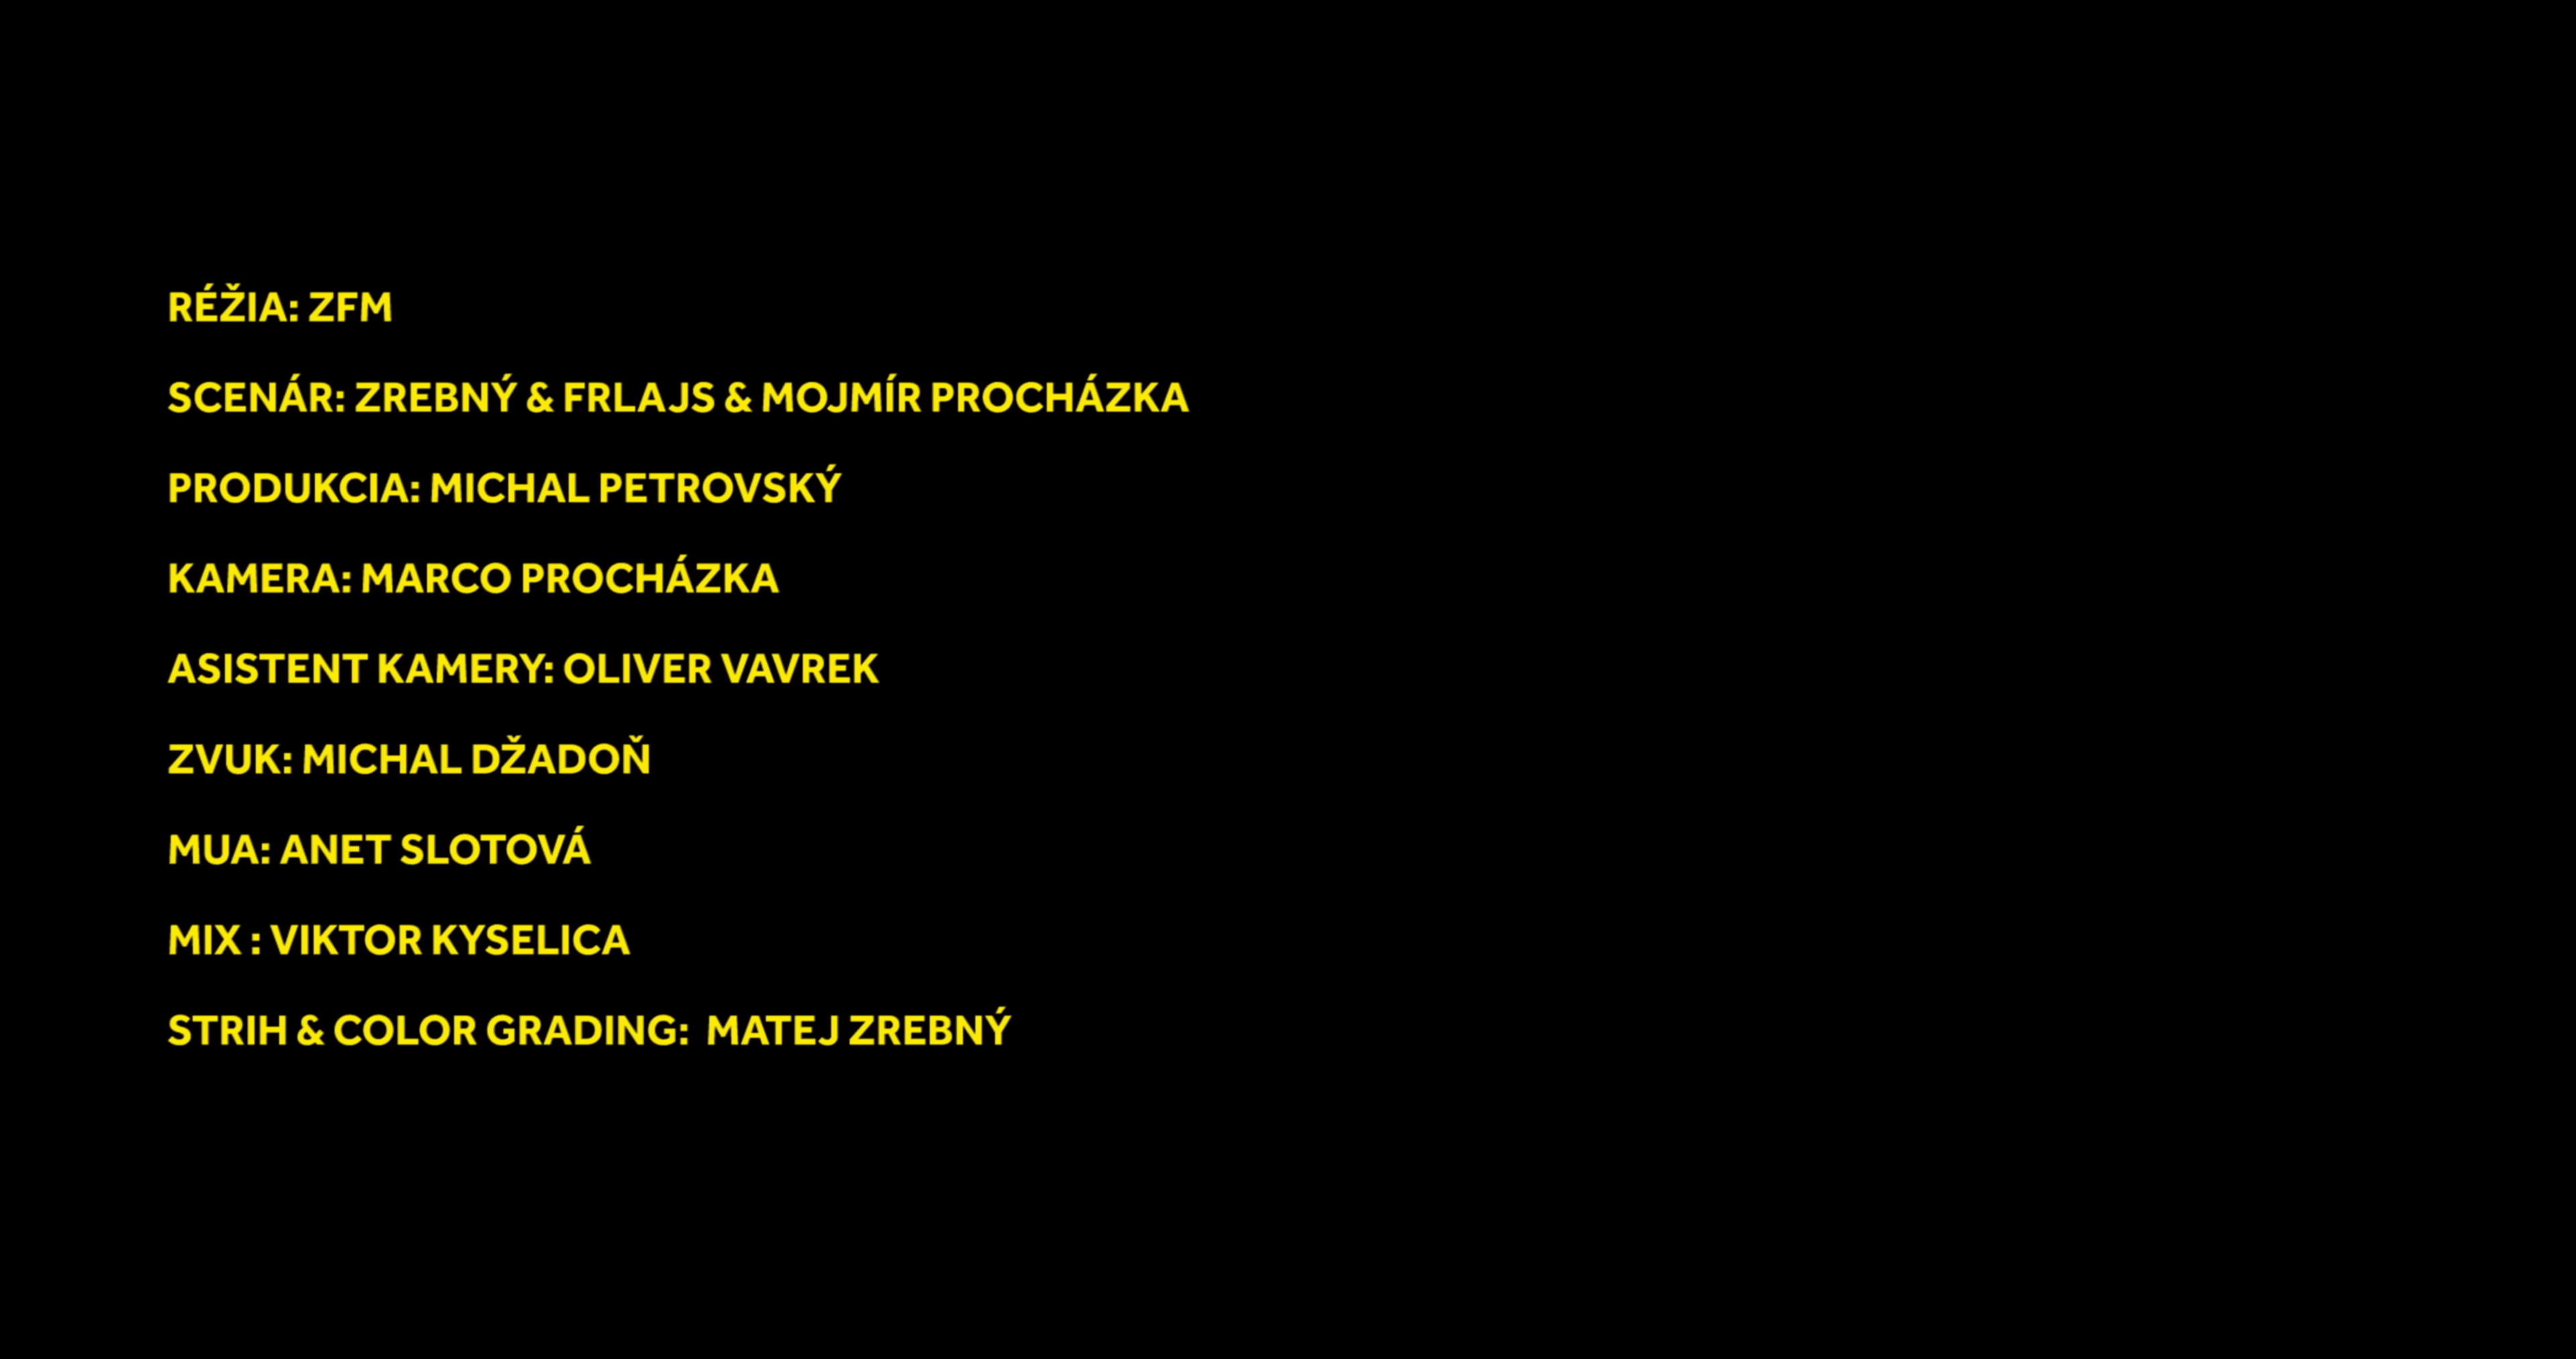 RÉŽIA: ZFM
SCENÁR: ZREBNÝ & FRLAJS & MOJMÍR PROCHÁZKA
PRODUKCIA: MICHAL PETROVSKÝ
KAMERA: MARCO PROCHÁZKA
ASISTENT KAMERY: OLIVER VAVREK
ZVUK: MICHAL DŽADOŇ
MUA: ANET SLOTOVÁ
MIX : VIKTOR KYSELICA
STRIH & COLOR GRADING:  MATEJ ZREBNÝ